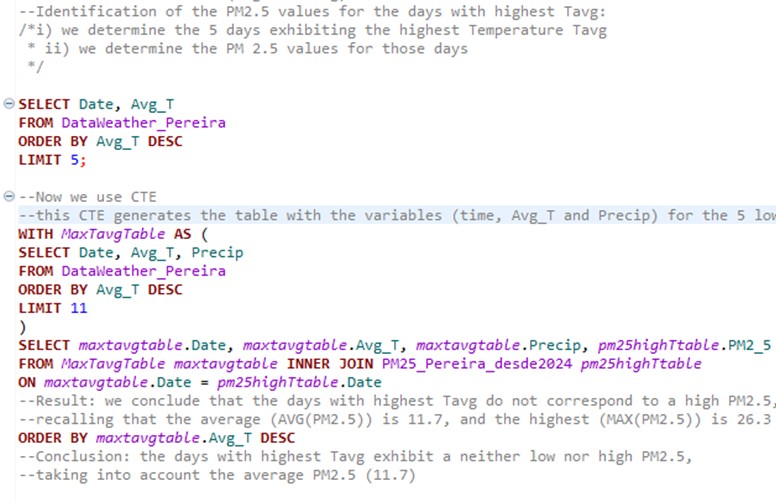 --Identification of the PM2.5 values for the days with highest Tavg:
/*i) we determine the 5 days exhibiting the highest Temperature Tavg
* ii) we determine the PM 2.5 values for those days
*/
SELECT Date, Avg_T
FROM DataWeather_Pereira
ORDER BY Avg_T DESC
LIMIT 5;
--Now we use CTE
--this CTE generates the table with the variables (time, Avg_T and Precip) for the 5 low
WITH MaxTavgTable AS (
SELECT Date, Avg_T, Precip
FROM DataWeather_Pereira
ORDER BY Avg_T DESC
LIMIT 11
)
SELECT maxtavgtable.Date, maxtavgtable.Avg_T, maxtavgtable.Precip, pm25highTtable.PM2_5
FROM MaxTavgTable maxtavgtable INNER JOIN PM25_Pereira_desde2024 pm25highTtable
ON maxtavgtable.Date = pm25highTtable.Date
--Result: we conclude that the days with highest Tavg do not correspond to a high PM2.5,
--recalling that the average (AVG(PM2.5)) is 11.7, and the highest (MAX(PM2.5)) is 26.3
ORDER BY maxtavgtable.Avg_T DESC
--Conclusion: the days with highest Tavg exhibit a neither low nor high PM2.5,
--taking into account the average PM2.5 (11.7)